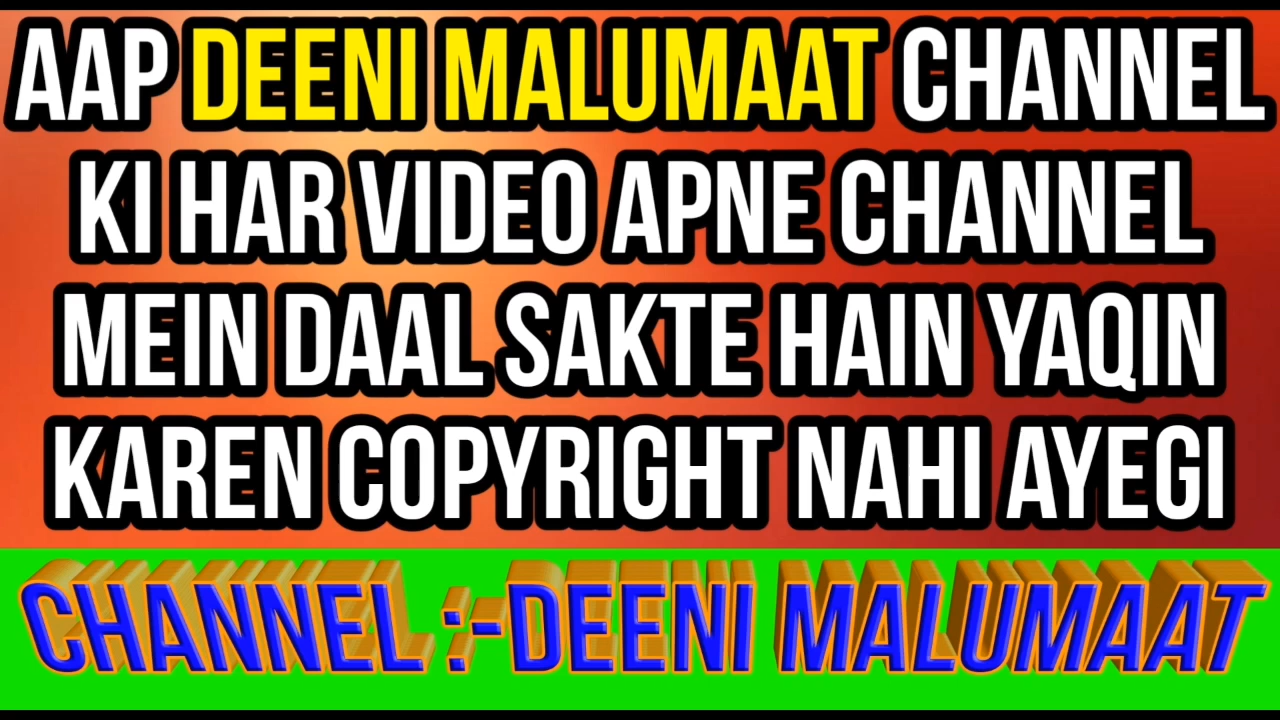 AAP DEENI MALUMAAT CHANNEL
KI HAR VIDEO APNE CHANNEL
MEIN DAAL SAKTE HAIN YAQIN
KAREN COPYRIGHT NAHI AYEGI
CHANNEL :-DEENI MALUMAAT